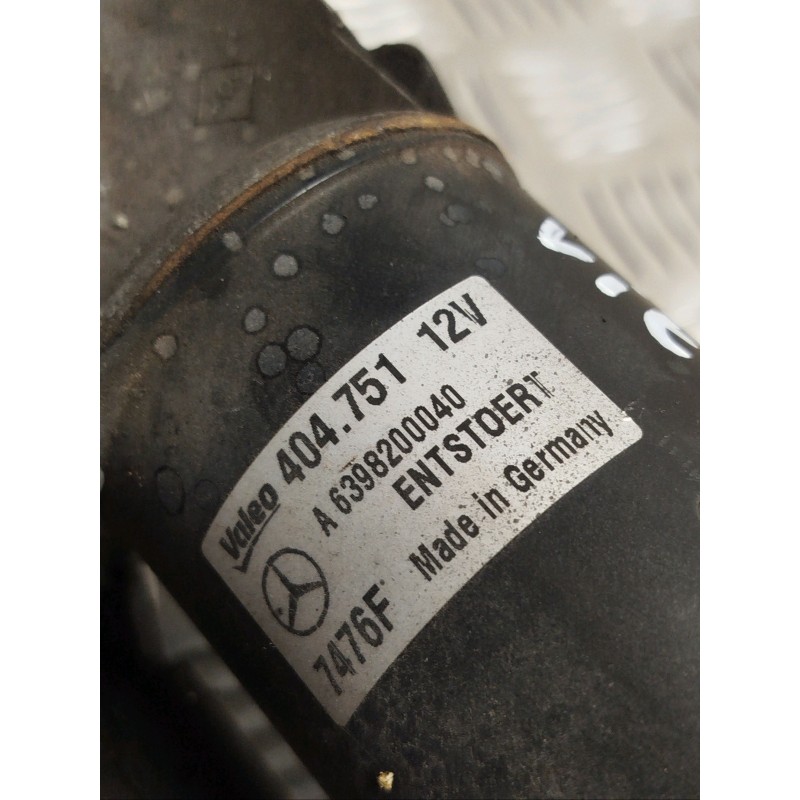 Valeo 404.751 12V
A 6398200040
ENTSTOERT
7476F Made in Germany